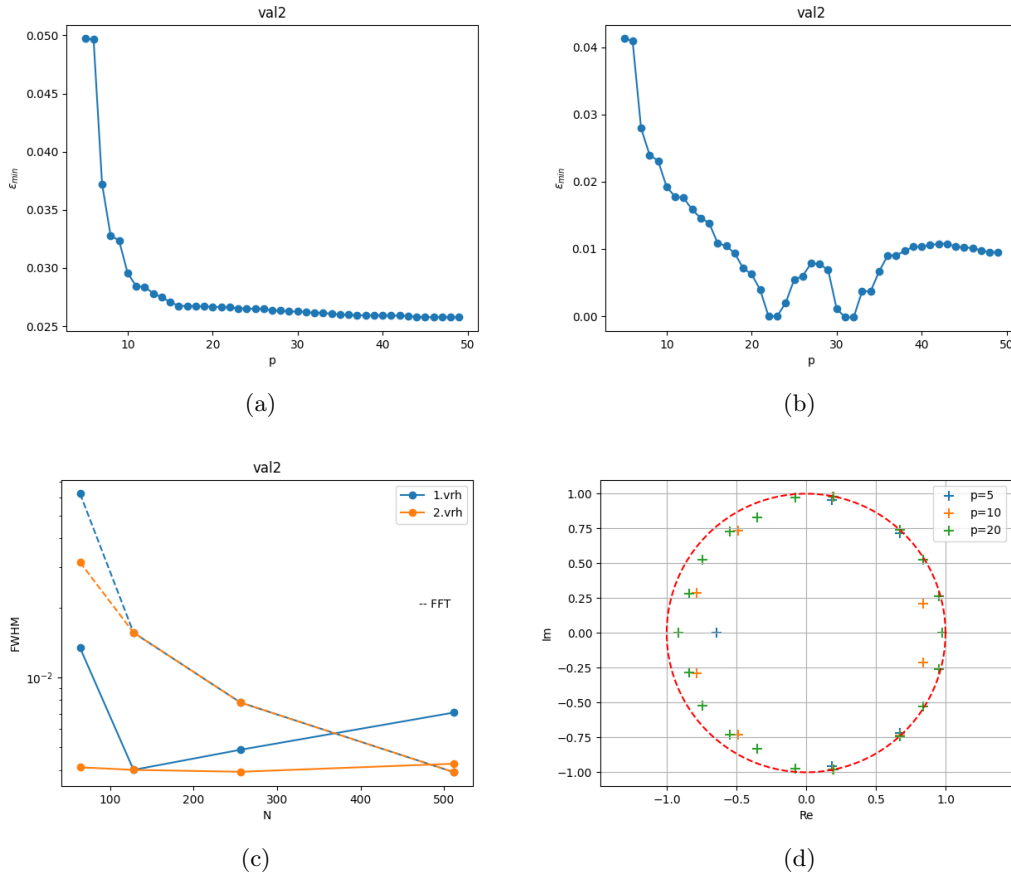 val2
0.050
0.045
0.040
0.035
0.030
0.025
ε_min
10 20 30 40 50
p
(a)
val2
0.04
0.03
0.02
0.01
0.00
ε_min
10 20 30 40 50
p
(b)
val2
1.vrh
2.vrh
-- FFT
FWHM
10⁻²
100 200 300 400 500
N
(c)
1.00
0.75
0.50
0.25
0.00
−0.25
−0.50
−0.75
−1.00
Im
p=5
p=10
p=20
−1.0 −0.5 0.0 0.5 1.0
Re
(d)